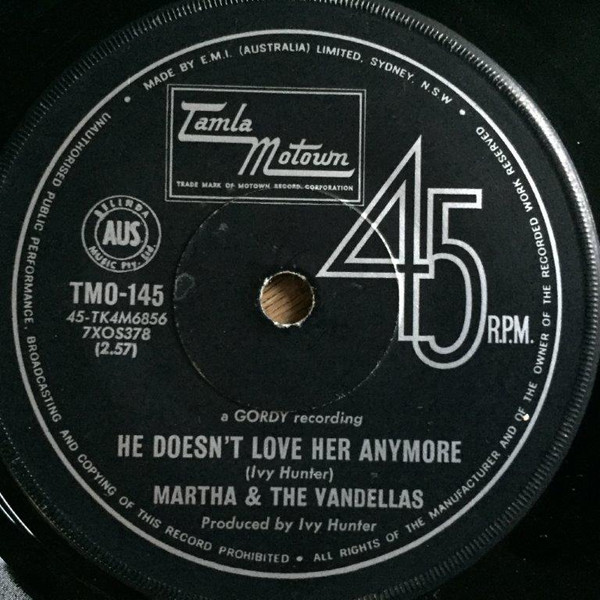 MADE BY E.M.I. (AUSTRALIA) LIMITED, SYDNEY, N.S.W • UNAUTHORISED PUBLIC PERFORMANCE, BROADCASTING AND COPYING OF THIS RECORD PROHIBITED • ALL RIGHTS OF THE MANUFACTURER AND OF THE OWNER OF THE RECORDED WORK RESERVED •
Tamla
Motown
TRADE MARK OF MOTOWN RECORD CORPORATION
BELINDA
AUS
MUSIC PTY. LTD.
45
R.P.M.
TMO-145
45-TK4M6856
7XOS378
(2.57)
a GORDY recording
HE DOESN'T LOVE HER ANYMORE
(Ivy Hunter)
MARTHA & THE VANDELLAS
Produced by Ivy Hunter